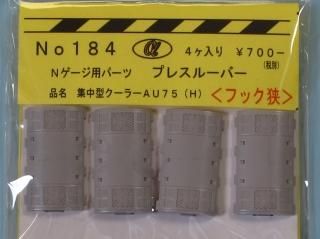 No184 α 4ヶ入り ¥700-
(税別)
Nゲージ用パーツ プレスルーバー
品名 集中型クーラーAU75(H) <フック狭>